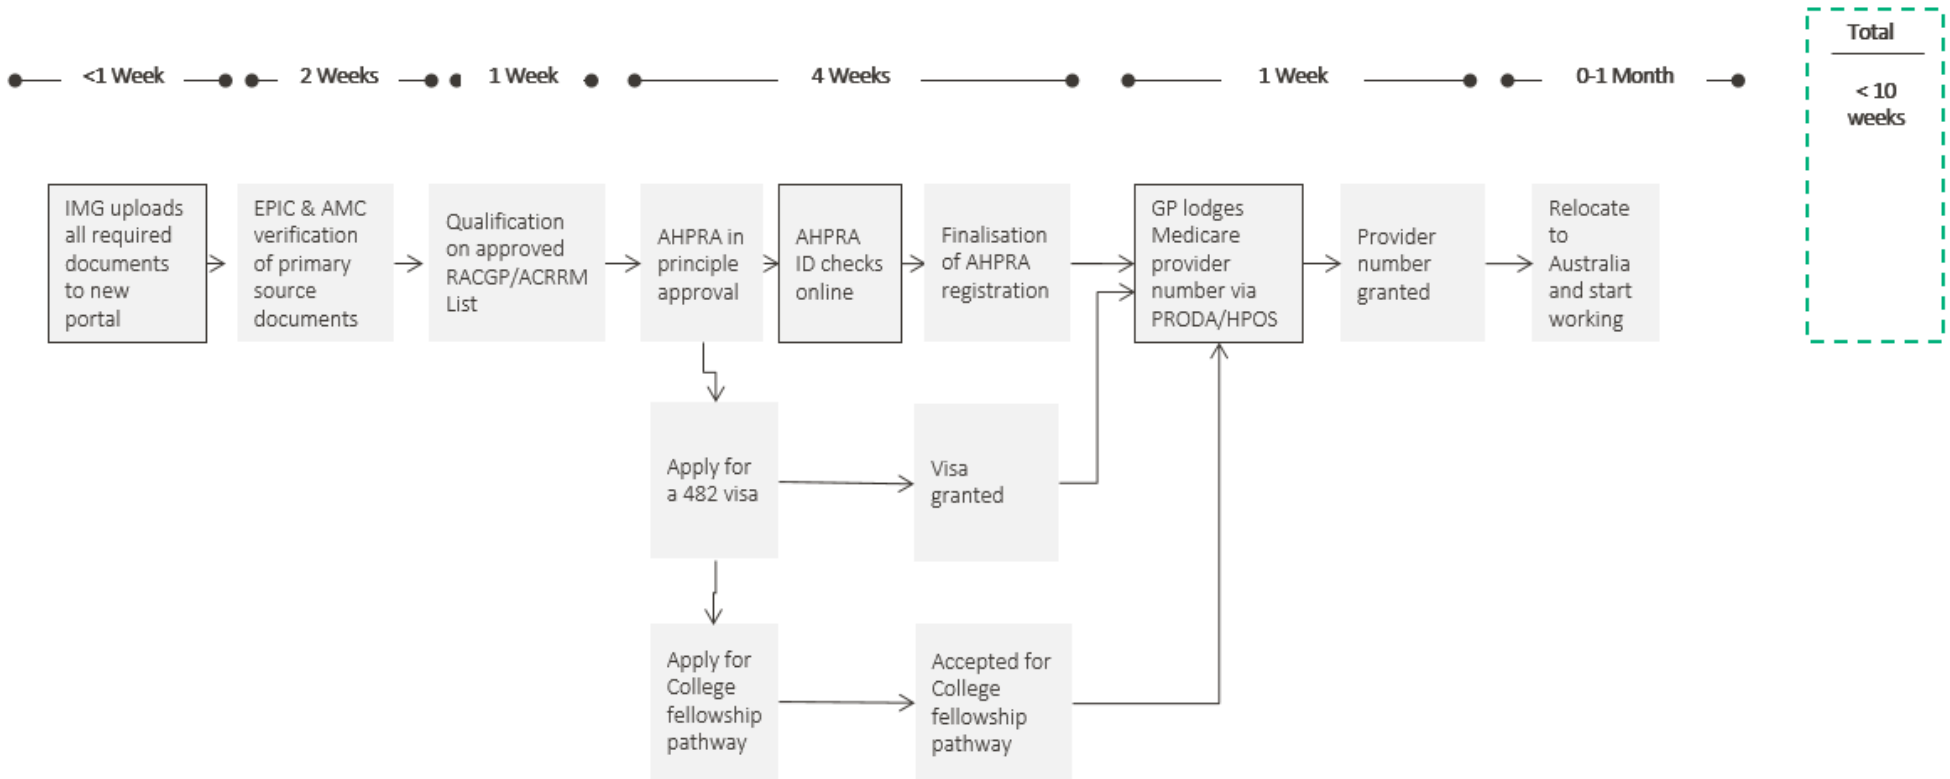 <1 Week
2 Weeks
1 Week
4 Weeks
1 Week
0-1 Month
Total
< 10
weeks
IMG uploads
all required
documents
to new
portal
EPIC & AMC
verification
of primary
source
documents
Qualification
on approved
RACGP/ACRRM
List
AHPRA in
principle
approval
AHPRA
ID checks
online
Finalisation
of AHPRA
registration
GP lodges
Medicare
provider
number via
PRODA/HPOS
Provider
number
granted
Relocate
to
Australia
and start
working
Apply for
a 482 visa
Visa
granted
Apply for
College
fellowship
pathway
Accepted for
College
fellowship
pathway